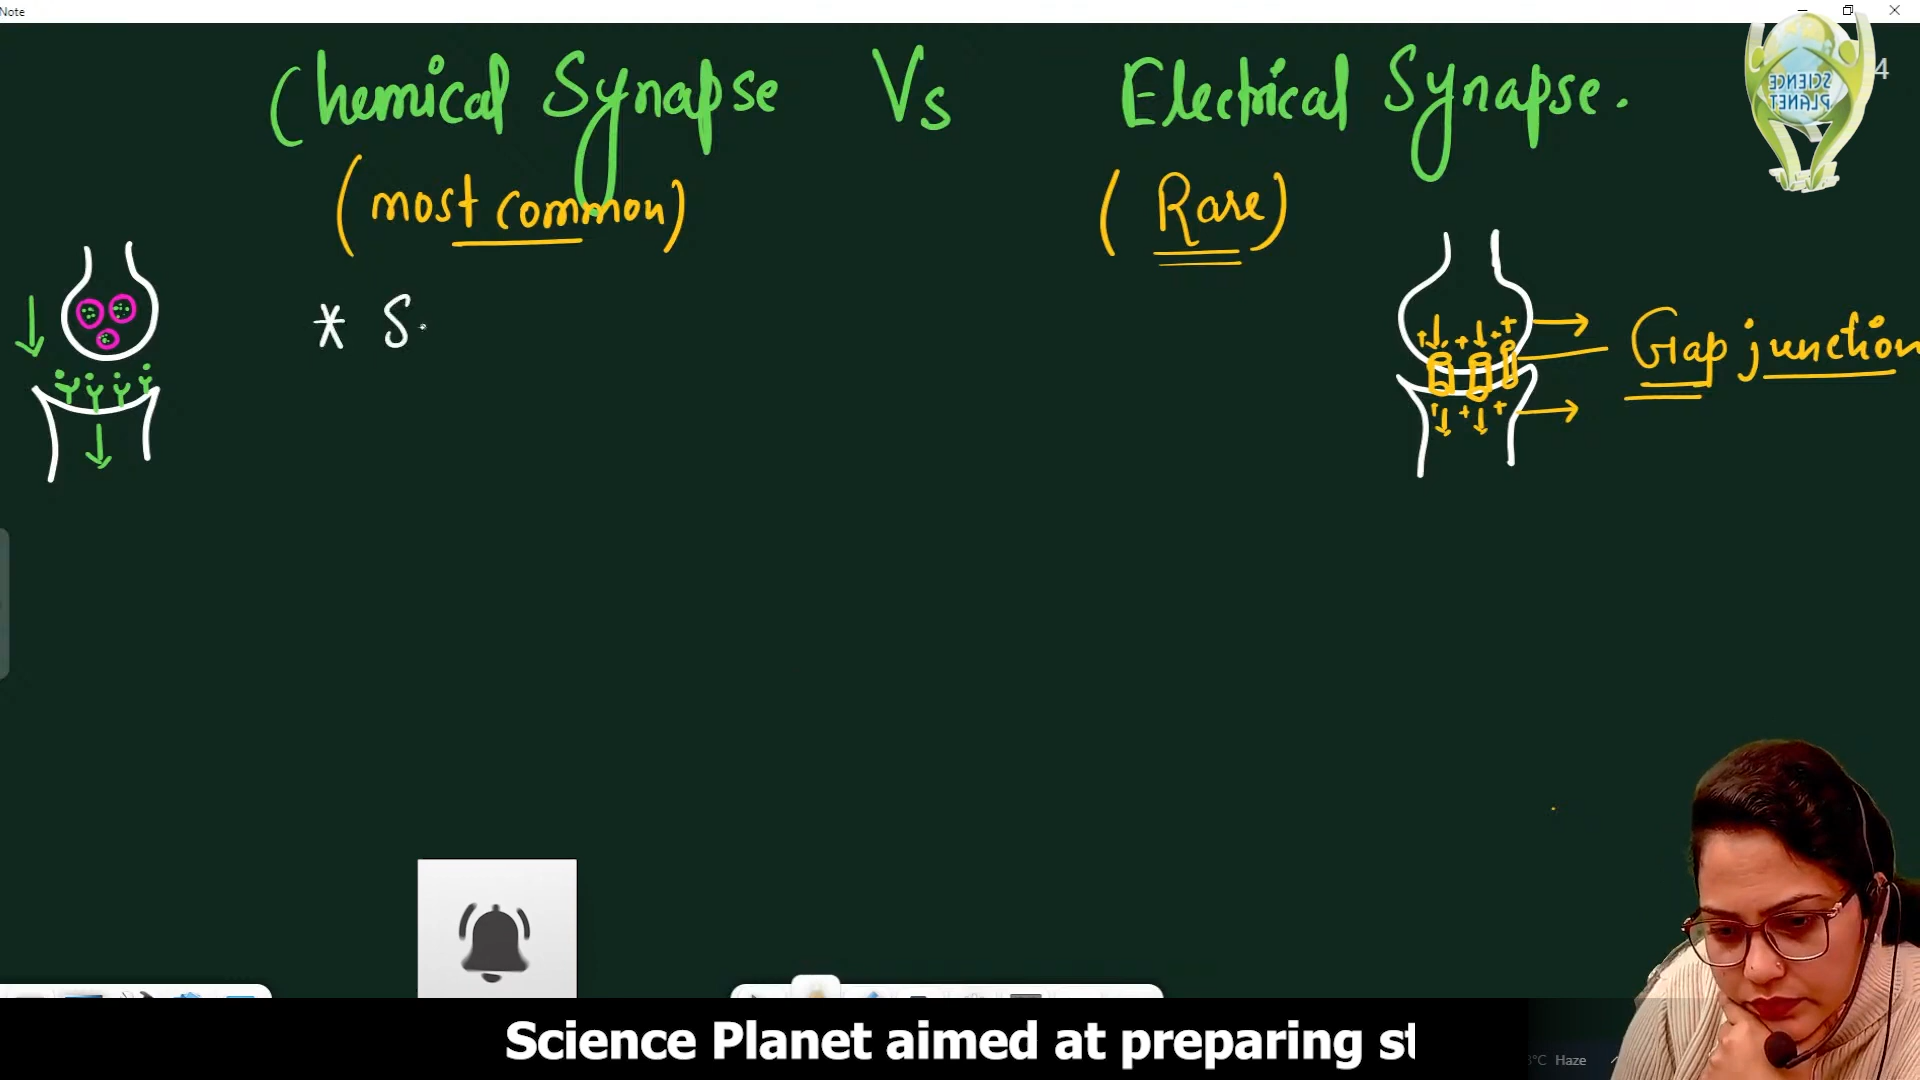 Note
Chemical Synapse Vs Electrical Synapse.
(most common) (Rare)
* S
Gap junction
SCIENCE
PLANET
4
Science Planet aimed at preparing st
Haze